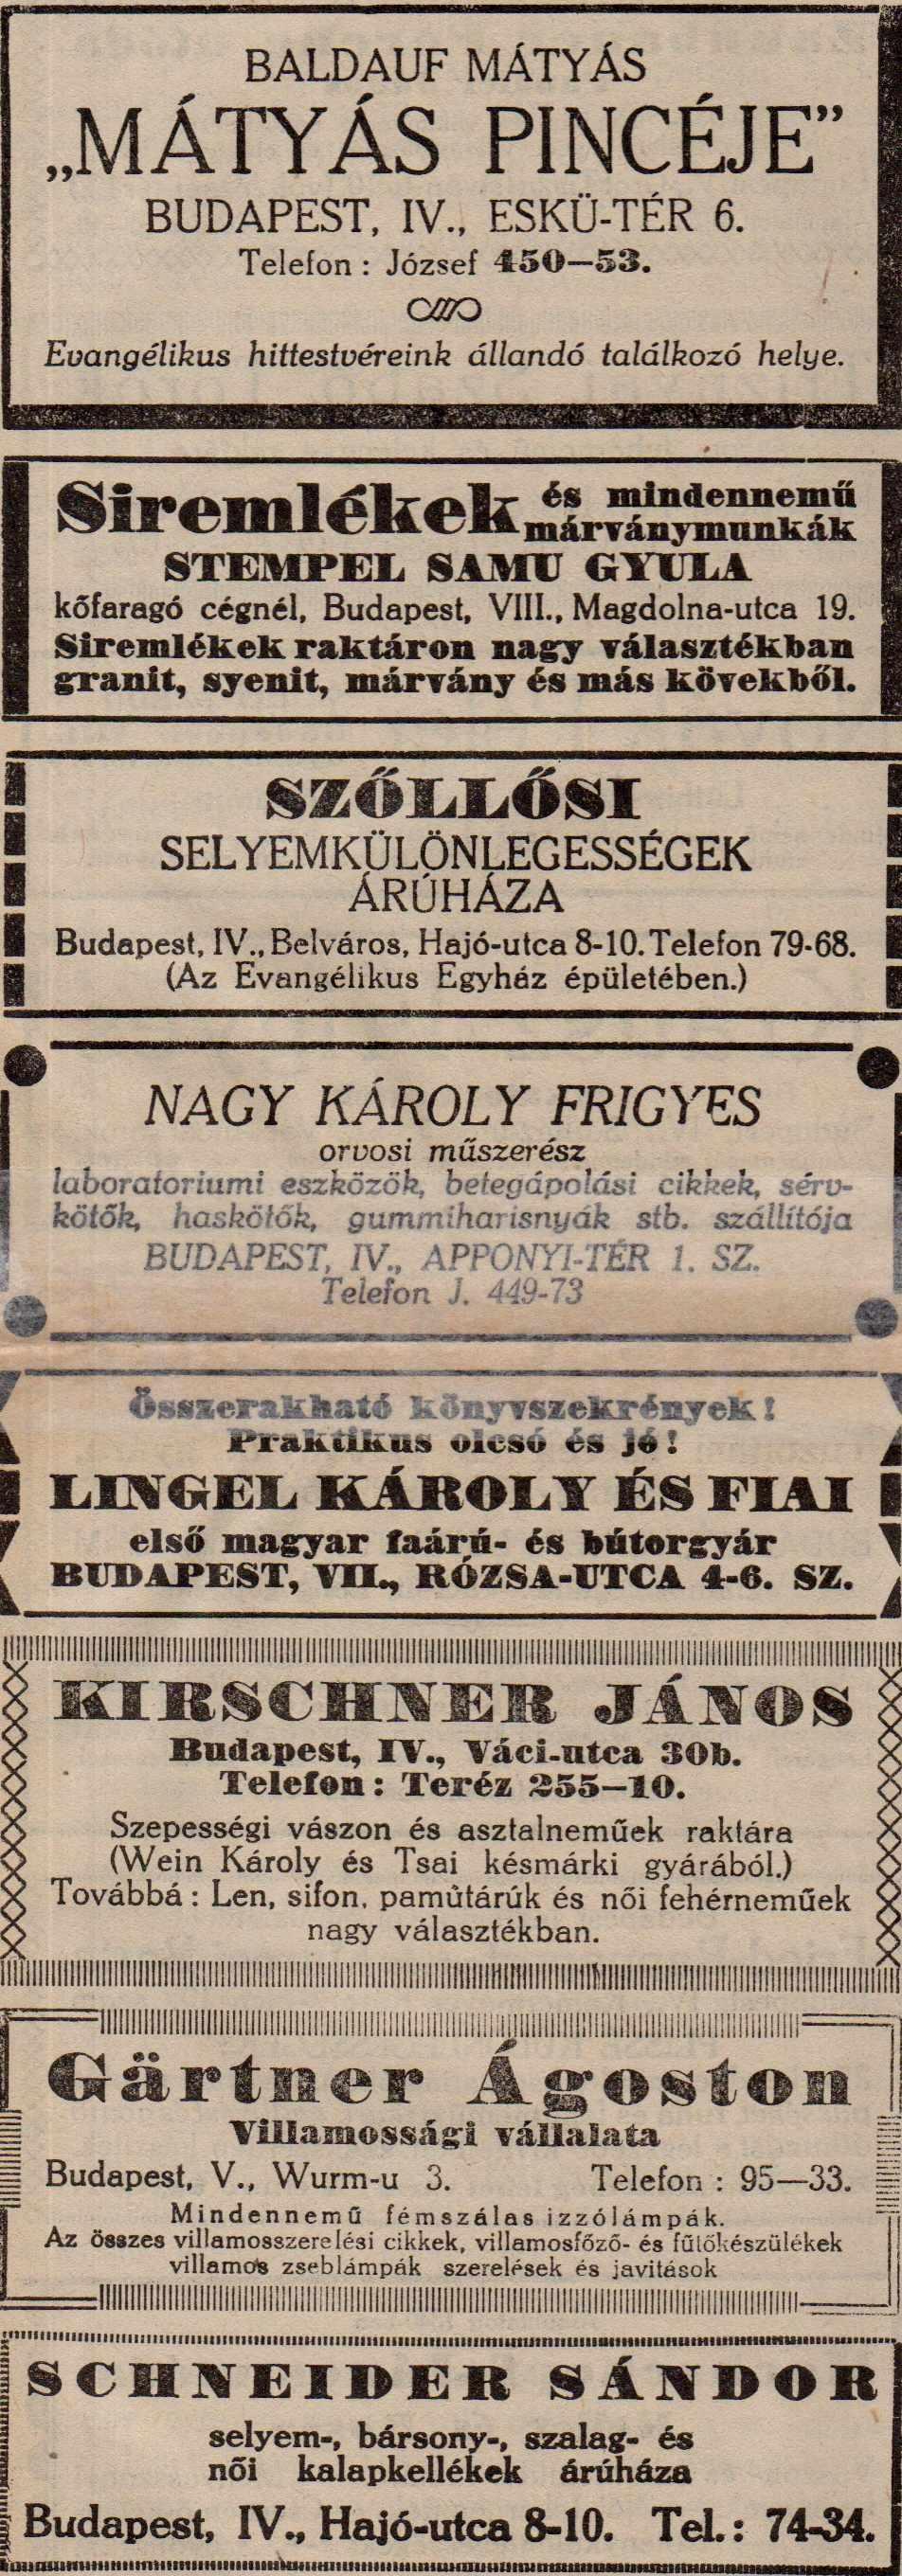 BALDAUF MÁTYÁS
„MÁTYÁS PINCÉJE”
BUDAPEST, IV., ESKÜ-TÉR 6.
Telefon : József 450—53.
Evangélikus hittestvéreink állandó találkozó helye.
Siremlékek és mindennemű
márványmunkák
STEMPEL SAMU GYULA
kőfaragó cégnél, Budapest, VIII., Magdolna-utca 19.
Siremlékek raktáron nagy választékban
granit, syenit, márvány és más kövekből.
SZŐLLŐSI
SELYEMKÜLÖNLEGESSÉGEK
ÁRÚHÁZA
Budapest, IV., Belváros, Hajó-utca 8-10. Telefon 79-68.
(Az Evangélikus Egyház épületében.)
NAGY KÁROLY FRIGYES
orvosi műszerész
laboratoriumi eszközök, betegápolási cikkek, sérv-
kötők, haskötők, gummiharisnyák stb. szállítója
BUDAPEST, IV., APPONYI-TÉR 1. SZ.
Telefon J. 449-73
Összerakható könyvszekrények !
Praktikus olcsó és jó !
LINGEL KÁROLY ÉS FIAI
első magyar faárú- és bútorgyár
BUDAPEST, VII., RÓZSA-UTCA 4-6. SZ.
KIRSCHNER JÁNOS
Budapest, IV., Váci-utca 30b.
Telefon : Teréz 255—10.
Szepességi vászon és asztalneműek raktára
(Wein Károly és Tsai késmárki gyárából.)
Továbbá : Len, sifon, pamùtárúk és női fehérneműek
nagy választékban.
Gärtner Ágoston
Villamossági vállalata
Budapest, V., Wurm-u 3. Telefon : 95—33.
Mindennemű fémszálas izzólámpák.
Az összes villamosszerelési cikkek, villamosfőző- és fűlőkészülékek
villamos zseblámpák szerelések és javitások
SCHNEIDER SÁNDOR
selyem-, bársony-, szalag- és
női kalapkellékek árúháza
Budapest, IV., Hajó-utca 8-10. Tel.: 74-34.